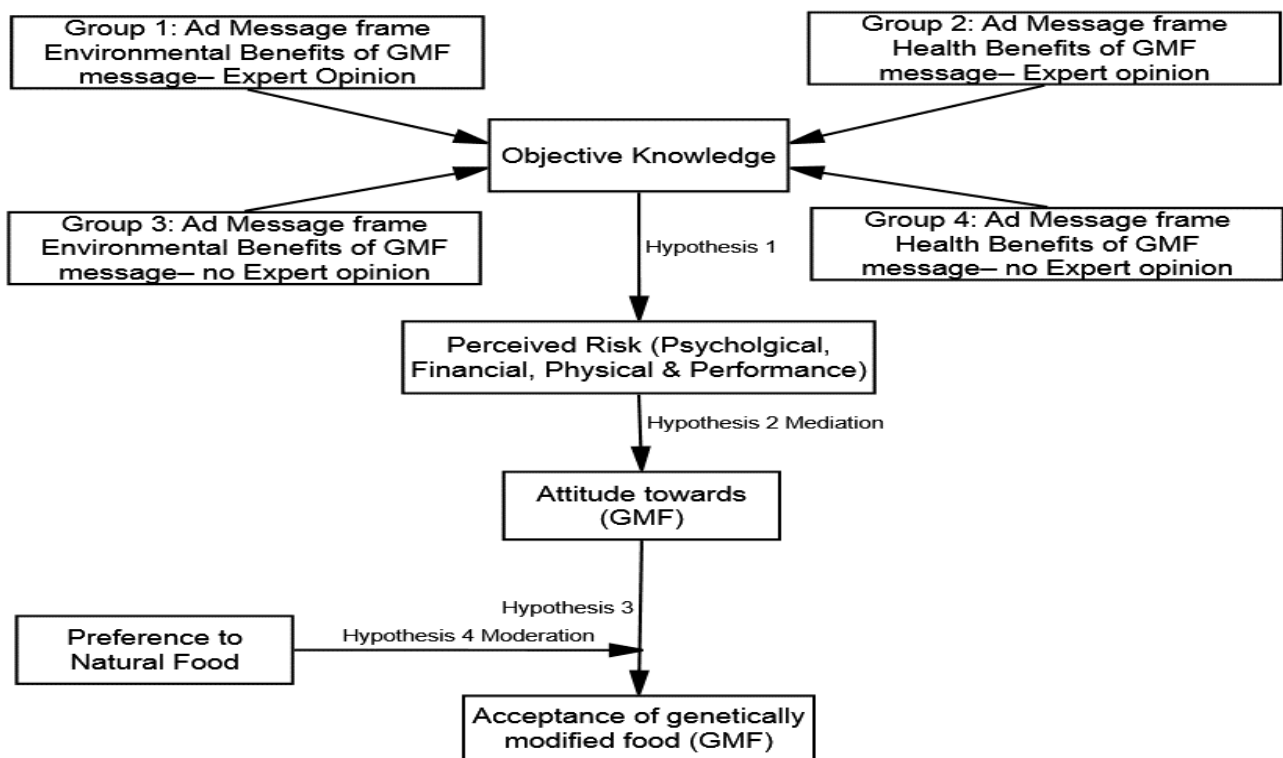 Group 1: Ad Message frame
Environmental Benefits of GMF
message– Expert Opinion
Group 2: Ad Message frame
Health Benefits of GMF
message– Expert opinion
Objective Knowledge
Group 3: Ad Message frame
Environmental Benefits of GMF
message– no Expert opinion
Group 4: Ad Message frame
Health Benefits of GMF
message– no Expert opinion
Hypothesis 1
Perceived Risk (Psycholgical,
Financial, Physical & Performance)
Hypothesis 2 Mediation
Attitude towards
(GMF)
Hypothesis 3
Preference to
Natural Food
Hypothesis 4 Moderation
Acceptance of genetically
modified food (GMF)